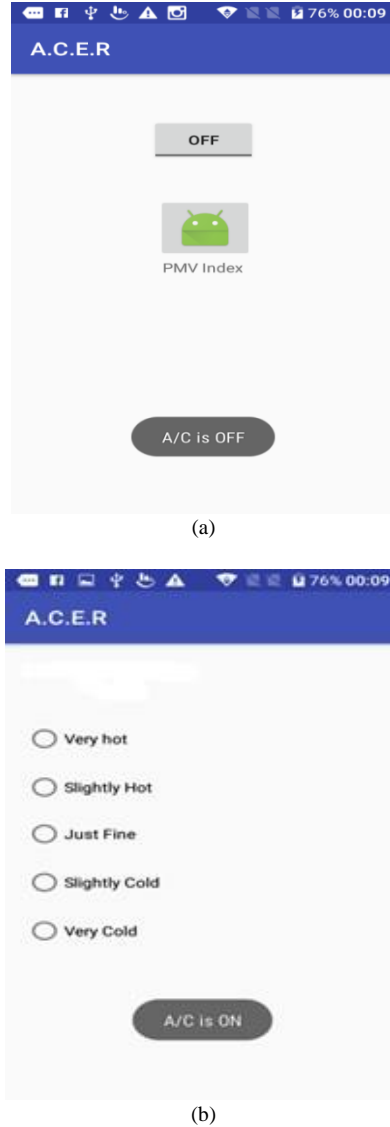 76% 00:09
A.C.E.R
OFF
PMV Index
A/C is OFF
(a)
76% 00:09
A.C.E.R
Very hot
Slightly Hot
Just Fine
Slightly Cold
Very Cold
A/C is ON
(b)